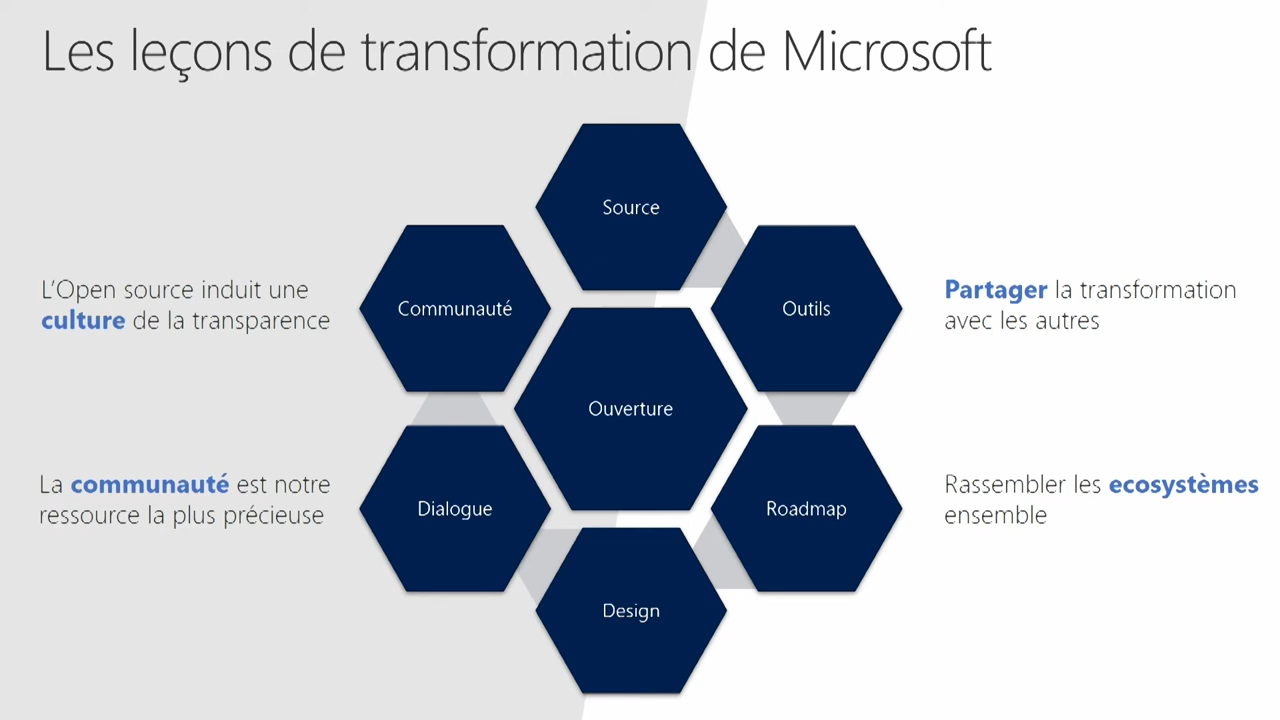 Les leçons de transformation de Microsoft
Source
Communauté
Outils
L'Open source induit une
culture de la transparence
Partager la transformation
avec les autres
Ouverture
La communauté est notre
ressource la plus précieuse
Dialogue
Roadmap
Rassembler les ecosystèmes
ensemble
Design